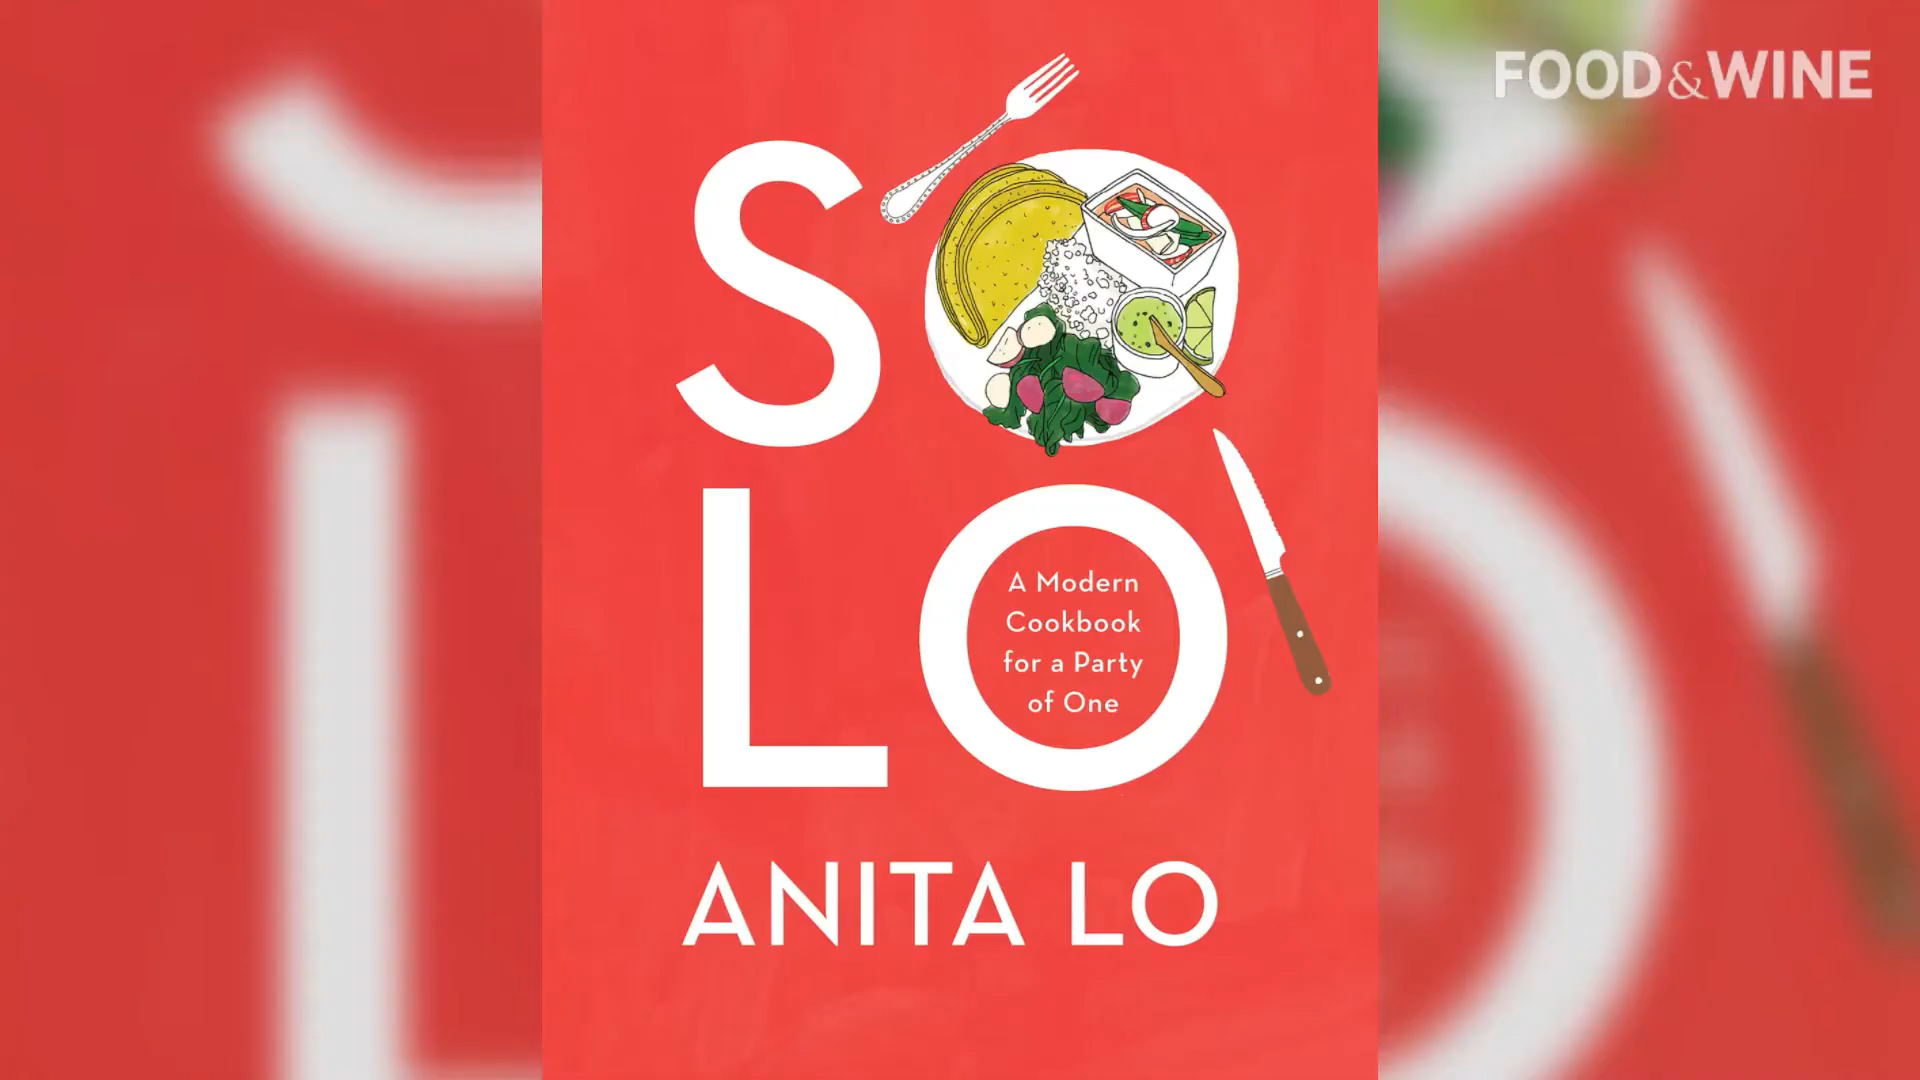 FOOD&WINE
SO
LO
A Modern
Cookbook
for a Party
of One
ANITA LO